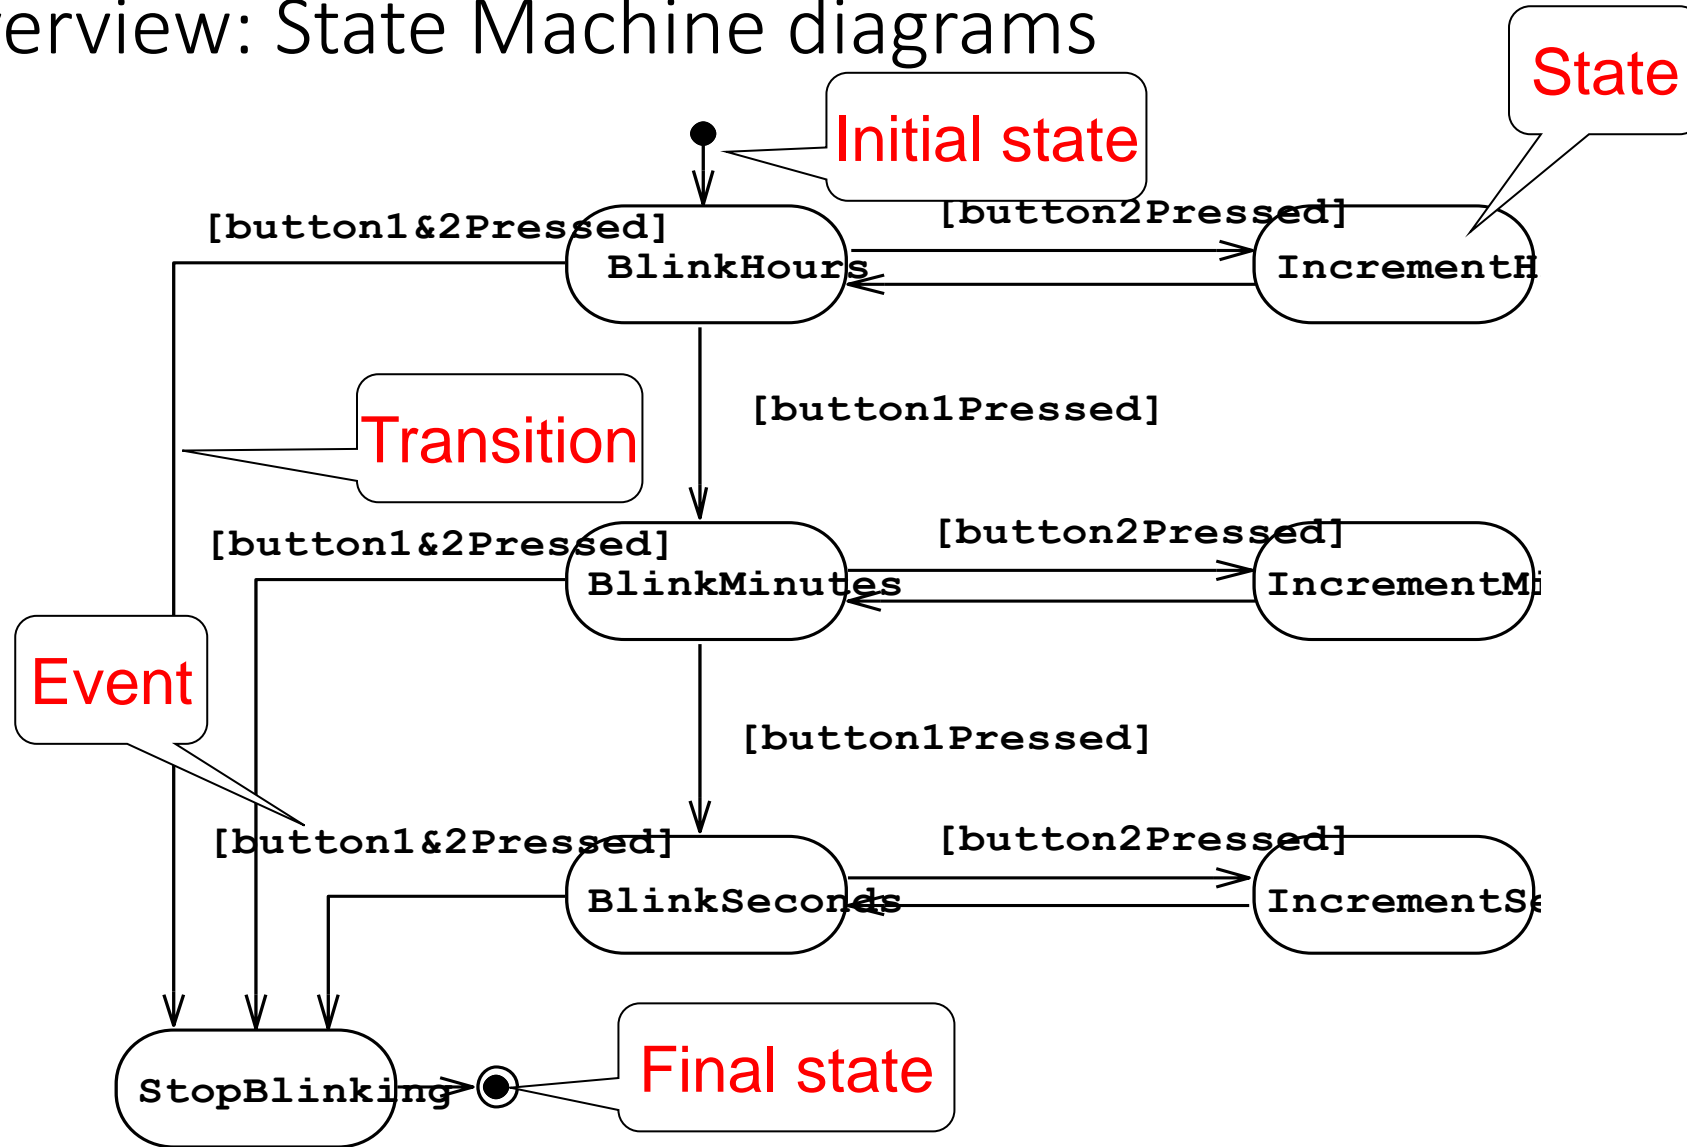 erview: State Machine diagrams
State
Initial state
[button1&2Pressed]
[button2Pressed]
BlinkHours
IncrementH
Transition
[button1Pressed]
[button1&2Pressed]
[button2Pressed]
BlinkMinutes
IncrementMi
Event
[button1Pressed]
[button1&2Pressed]
[button2Pressed]
BlinkSeconds
IncrementSe
Final state
StopBlinking